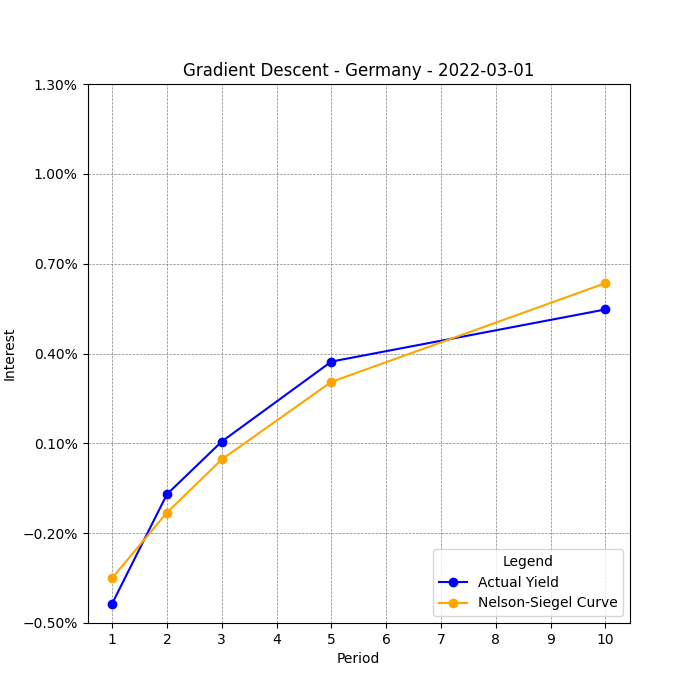 Gradient Descent - Germany - 2022-03-01
Interest
1.30%
1.00%
0.70%
0.40%
0.10%
−0.20%
−0.50%
Legend
Actual Yield
Nelson-Siegel Curve
1 2 3 4 5 6 7 8 9 10
Period